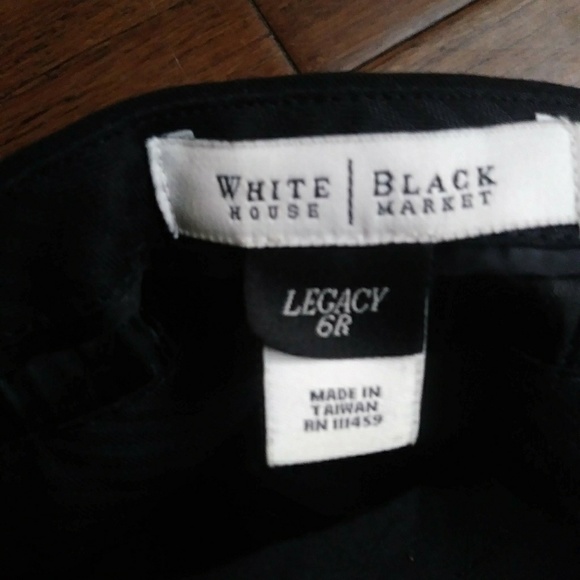 WHITE | BLACK
HOUSE | MARKET
LEGACY
6R
MADE IN
TAIWAN
RN 111459